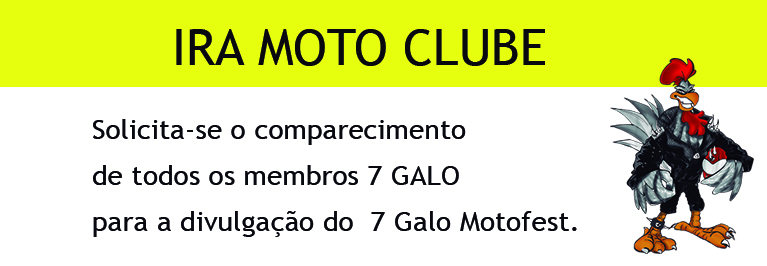 IRA MOTO CLUBE
Solicita-se o comparecimento
de todos os membros 7 GALO
para a divulgação do  7 Galo Motofest.